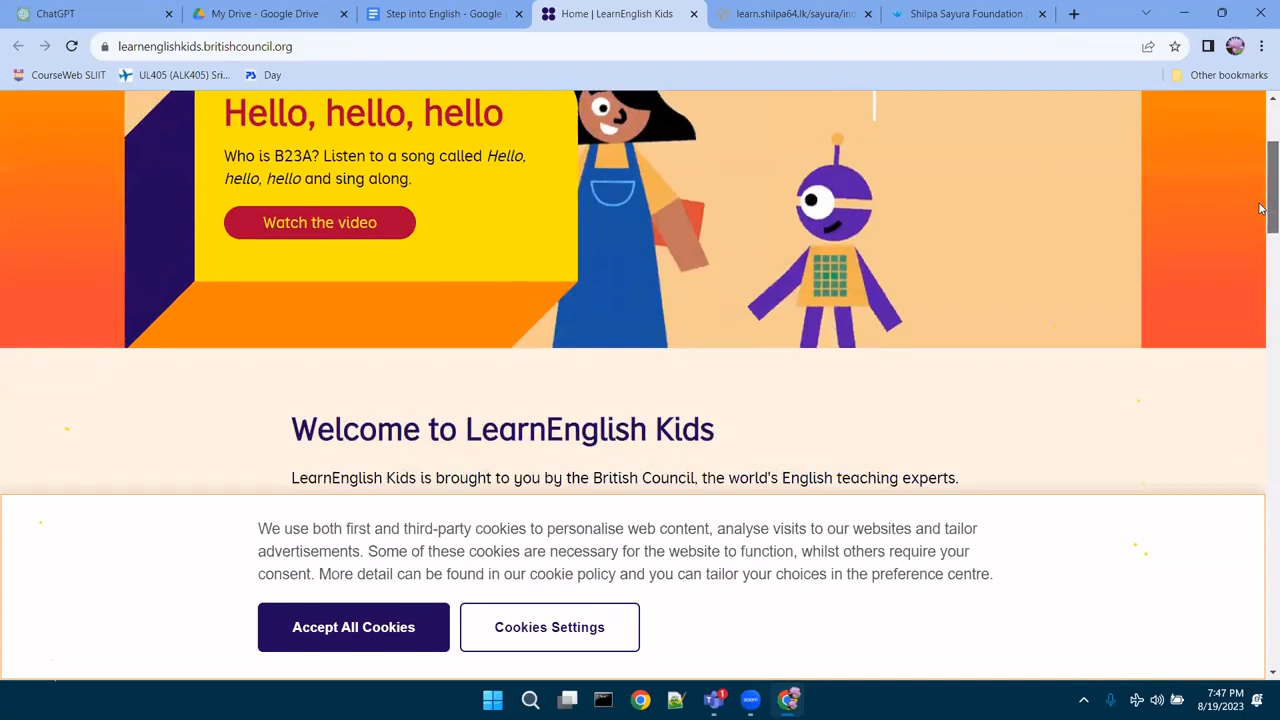 ChatGPT
My Drive - Google Drive
Step into English - Google
Home | LearnEnglish Kids
learn.shilpa64.lk/sayura/in
Shilpa Sayura Foundation
learnenglishkids.britishcouncil.org
CourseWeb SLIIT
UL405 (ALK405) Sri...
Day
Other bookmarks
Hello, hello, hello
Who is B23A? Listen to a song called Hello,
hello, hello and sing along.
Watch the video
Welcome to LearnEnglish Kids
LearnEnglish Kids is brought to you by the British Council, the world's English teaching experts.
We use both first and third-party cookies to personalise web content, analyse visits to our websites and tailor
advertisements. Some of these cookies are necessary for the website to function, whilst others require your
consent. More detail can be found in our cookie policy and you can tailor your choices in the preference centre.
Accept All Cookies
Cookies Settings
1
zoom
7:47 PM
8/19/2023